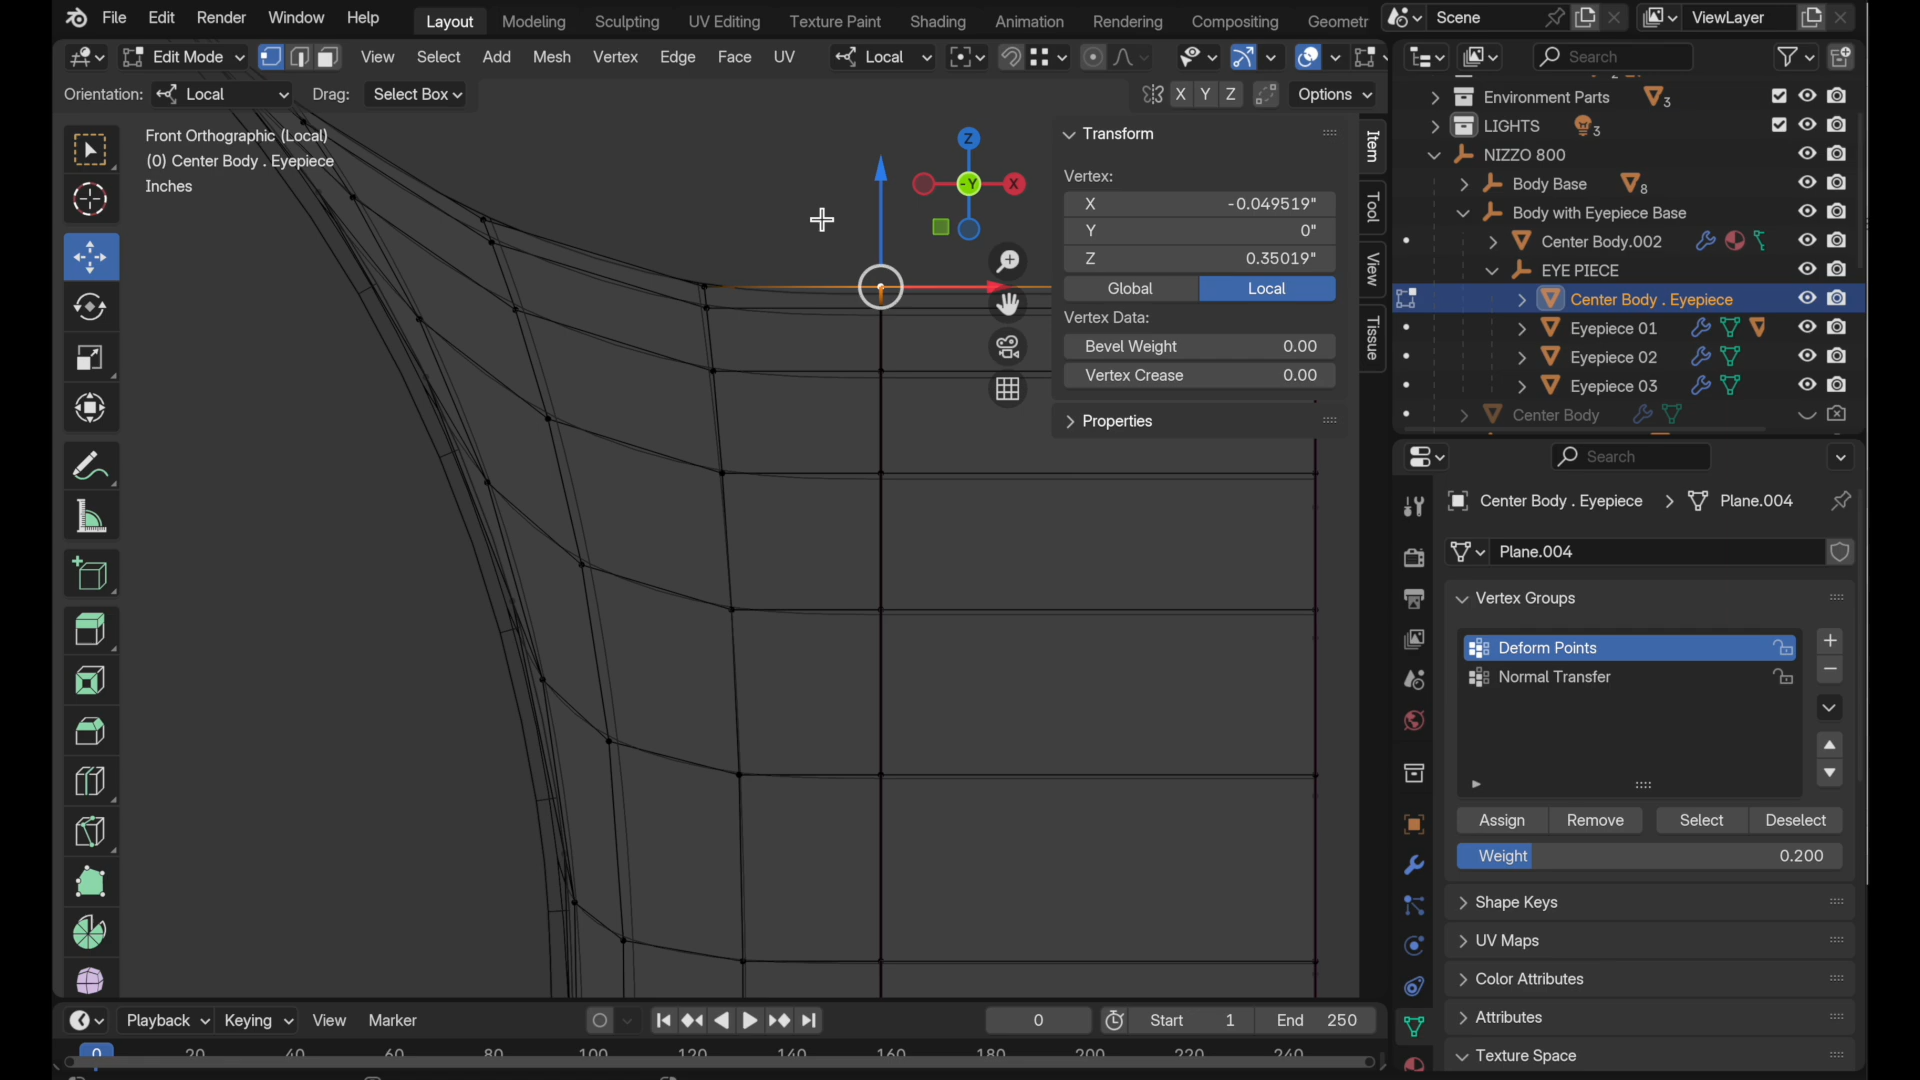 File Edit Render Window Help
Layout Modeling Sculpting UV Editing Texture Paint Shading Animation Rendering Compositing Geometr
Scene
ViewLayer
Edit Mode View Select Add Mesh Vertex Edge Face UV Local
Search
Orientation: Local Drag: Select Box
X Y Z Options
Front Orthographic (Local)
(0) Center Body . Eyepiece
Inches
Z
-Y
X
Transform
Vertex:
X -0.049519"
Y 0"
Z 0.35019"
Global Local
Vertex Data:
Bevel Weight 0.00
Vertex Crease 0.00
Properties
Item
Tool
View
Tissue
Environment Parts 3
LIGHTS 3
NIZZO 800
Body Base 8
Body with Eyepiece Base
Center Body.002
EYE PIECE
Center Body . Eyepiece
Eyepiece 01
Eyepiece 02
Eyepiece 03
Center Body
Search
Center Body . Eyepiece Plane.004
Plane.004
Vertex Groups
Deform Points
Normal Transfer
Assign Remove Select Deselect
Weight 0.200
Shape Keys
UV Maps
Color Attributes
Attributes
Texture Space
Playback Keying View Marker
0 Start 1 End 250
0 20 40 60 80 100 120 140 160 180 200 220 240